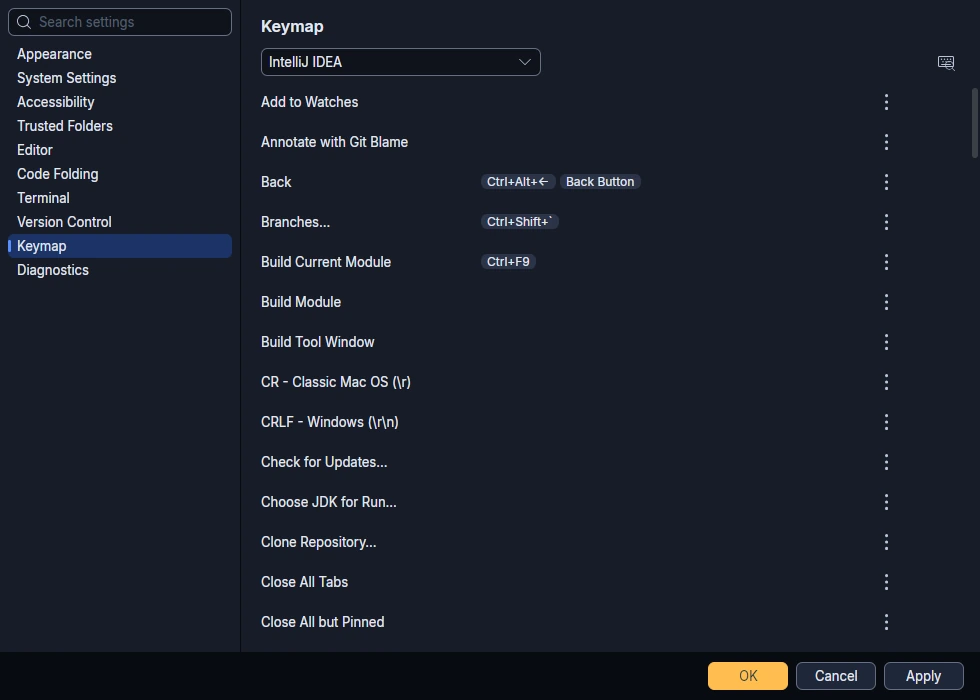 Search settings
Appearance
System Settings
Accessibility
Trusted Folders
Editor
Code Folding
Terminal
Version Control
Keymap
Diagnostics
Keymap
IntelliJ IDEA
Add to Watches
Annotate with Git Blame
Back Ctrl+Alt+← Back Button
Branches... Ctrl+Shift+`
Build Current Module Ctrl+F9
Build Module
Build Tool Window
CR - Classic Mac OS (\r)
CRLF - Windows (\r\n)
Check for Updates...
Choose JDK for Run...
Clone Repository...
Close All Tabs
Close All but Pinned
OK Cancel Apply